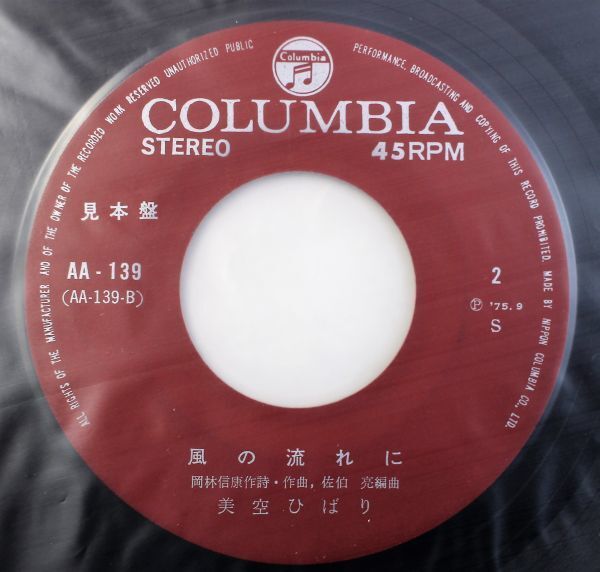 ALL RIGHTS OF THE MANUFACTURER AND OF THE OWNER OF THE RECORDED WORK RESERVED UNAUTHORIZED PUBLIC PERFORMANCE, BROADCASTING AND COPYING OF THIS RECORD PROHIBITED. MADE BY NIPPON COLUMBIA CO., LTD.
Columbia
COLUMBIA
STEREO 45RPM
見本盤
AA-139
(AA-139-B)
2
Ⓟ '75.9
S
風の流れに
岡林信康作詩・作曲, 佐伯 亮編曲
美空ひばり